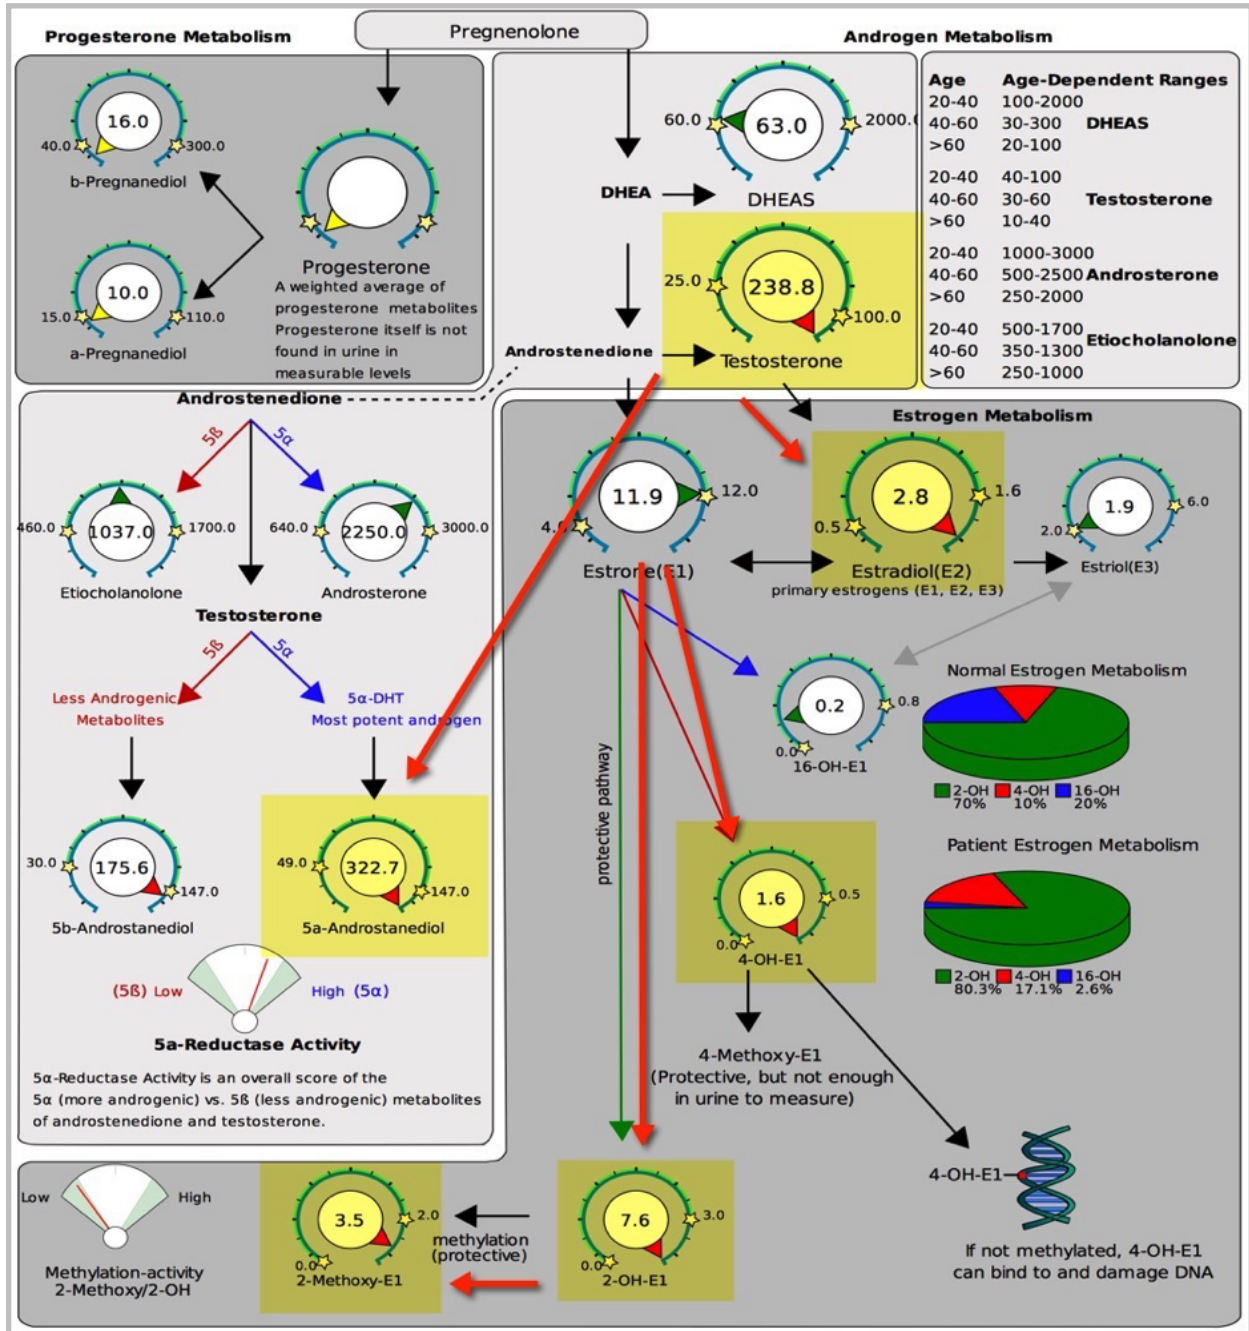 Progesterone Metabolism
Pregnenolone
Androgen Metabolism
16.0
40.0
300.0
b-Pregnanediol
10.0
15.0
110.0
a-Pregnanediol
Progesterone
A weighted average of
progesterone metabolites
Progesterone itself is not
found in urine in
measurable levels
DHEA
63.0
60.0
2000.0
DHEAS
Androstenedione
238.8
25.0
100.0
Testosterone
Age Age-Dependent Ranges
20-40 100-2000
40-60 30-300 DHEAS
>60 20-100
20-40 40-100
40-60 30-60 Testosterone
>60 10-40
20-40 1000-3000
40-60 500-2500 Androsterone
>60 250-2000
20-40 500-1700
40-60 350-1300 Etiocholanolone
>60 250-1000
Androstenedione
5ß
5α
1037.0
460.0
1700.0
Etiocholanolone
2250.0
640.0
3000.0
Androsterone
Testosterone
5ß
5α
Less Androgenic
Metabolites
5α-DHT
Most potent androgen
175.6
30.0
147.0
5b-Androstanediol
322.7
49.0
147.0
5a-Androstanediol
(5ß) Low
High (5α)
5a-Reductase Activity
5α-Reductase Activity is an overall score of the
5α (more androgenic) vs. 5ß (less androgenic) metabolites
of androstenedione and testosterone.
Estrogen Metabolism
11.9
12.0
Estrone(E1)
2.8
0.5
1.6
Estradiol(E2)
primary estrogens (E1, E2, E3)
1.9
2.0
6.0
Estriol(E3)
0.2
0.0
0.8
16-OH-E1
protective pathway
Normal Estrogen Metabolism
2-OH 4-OH 16-OH
70% 10% 20%
Patient Estrogen Metabolism
2-OH 4-OH 16-OH
80.3% 17.1% 2.6%
1.6
0.0
0.5
4-OH-E1
4-Methoxy-E1
(Protective, but not enough
in urine to measure)
4-OH-E1
If not methylated, 4-OH-E1
can bind to and damage DNA
7.6
0.0
3.0
2-OH-E1
methylation
(protective)
3.5
0.0
2.0
2-Methoxy-E1
Low
High
Methylation-activity
2-Methoxy/2-OH